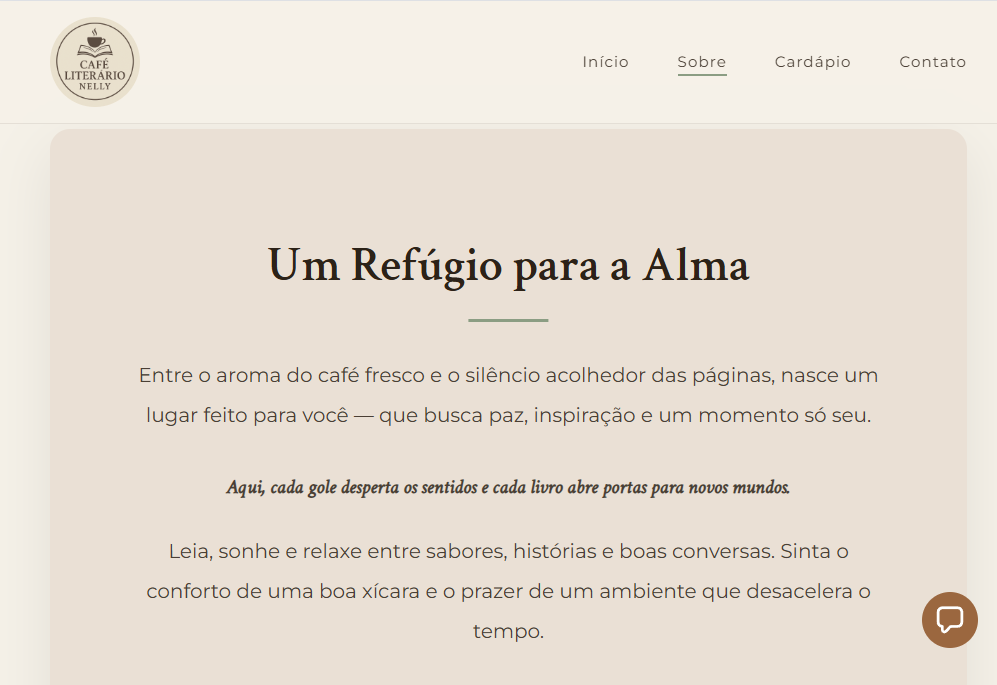 CAFÉ
LITERÁRIO
NELLY
Início
Sobre
Cardápio
Contato
Um Refúgio para a Alma
Entre o aroma do café fresco e o silêncio acolhedor das páginas, nasce um
lugar feito para você — que busca paz, inspiração e um momento só seu.
Aqui, cada gole desperta os sentidos e cada livro abre portas para novos mundos.
Leia, sonhe e relaxe entre sabores, histórias e boas conversas. Sinta o
conforto de uma boa xícara e o prazer de um ambiente que desacelera o
tempo.